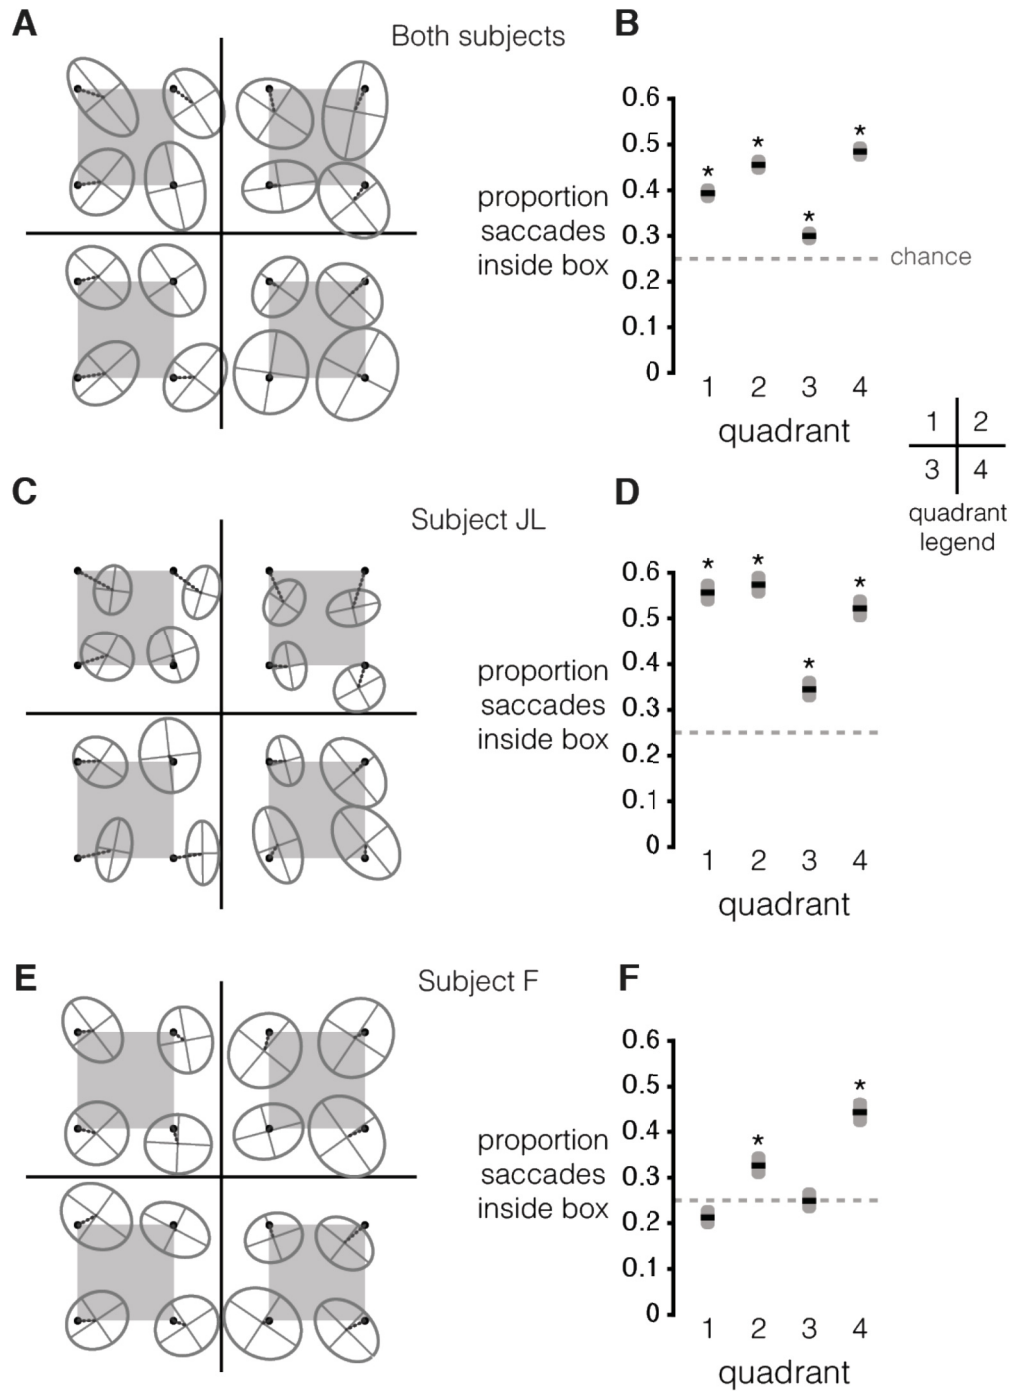 A
Both subjects
B
0.6
0.5
0.4
0.3
0.2
0.1
0
proportion
saccades
inside box
*
*
*
*
chance
1 2 3 4
quadrant
1 2
3 4
quadrant
legend
C
Subject JL
D
0.6
0.5
0.4
0.3
0.2
0.1
0
proportion
saccades
inside box
*
*
*
*
1 2 3 4
quadrant
E
Subject F
F
0.6
0.5
0.4
0.3
0.2
0.1
0
proportion
saccades
inside box
*
*
1 2 3 4
quadrant